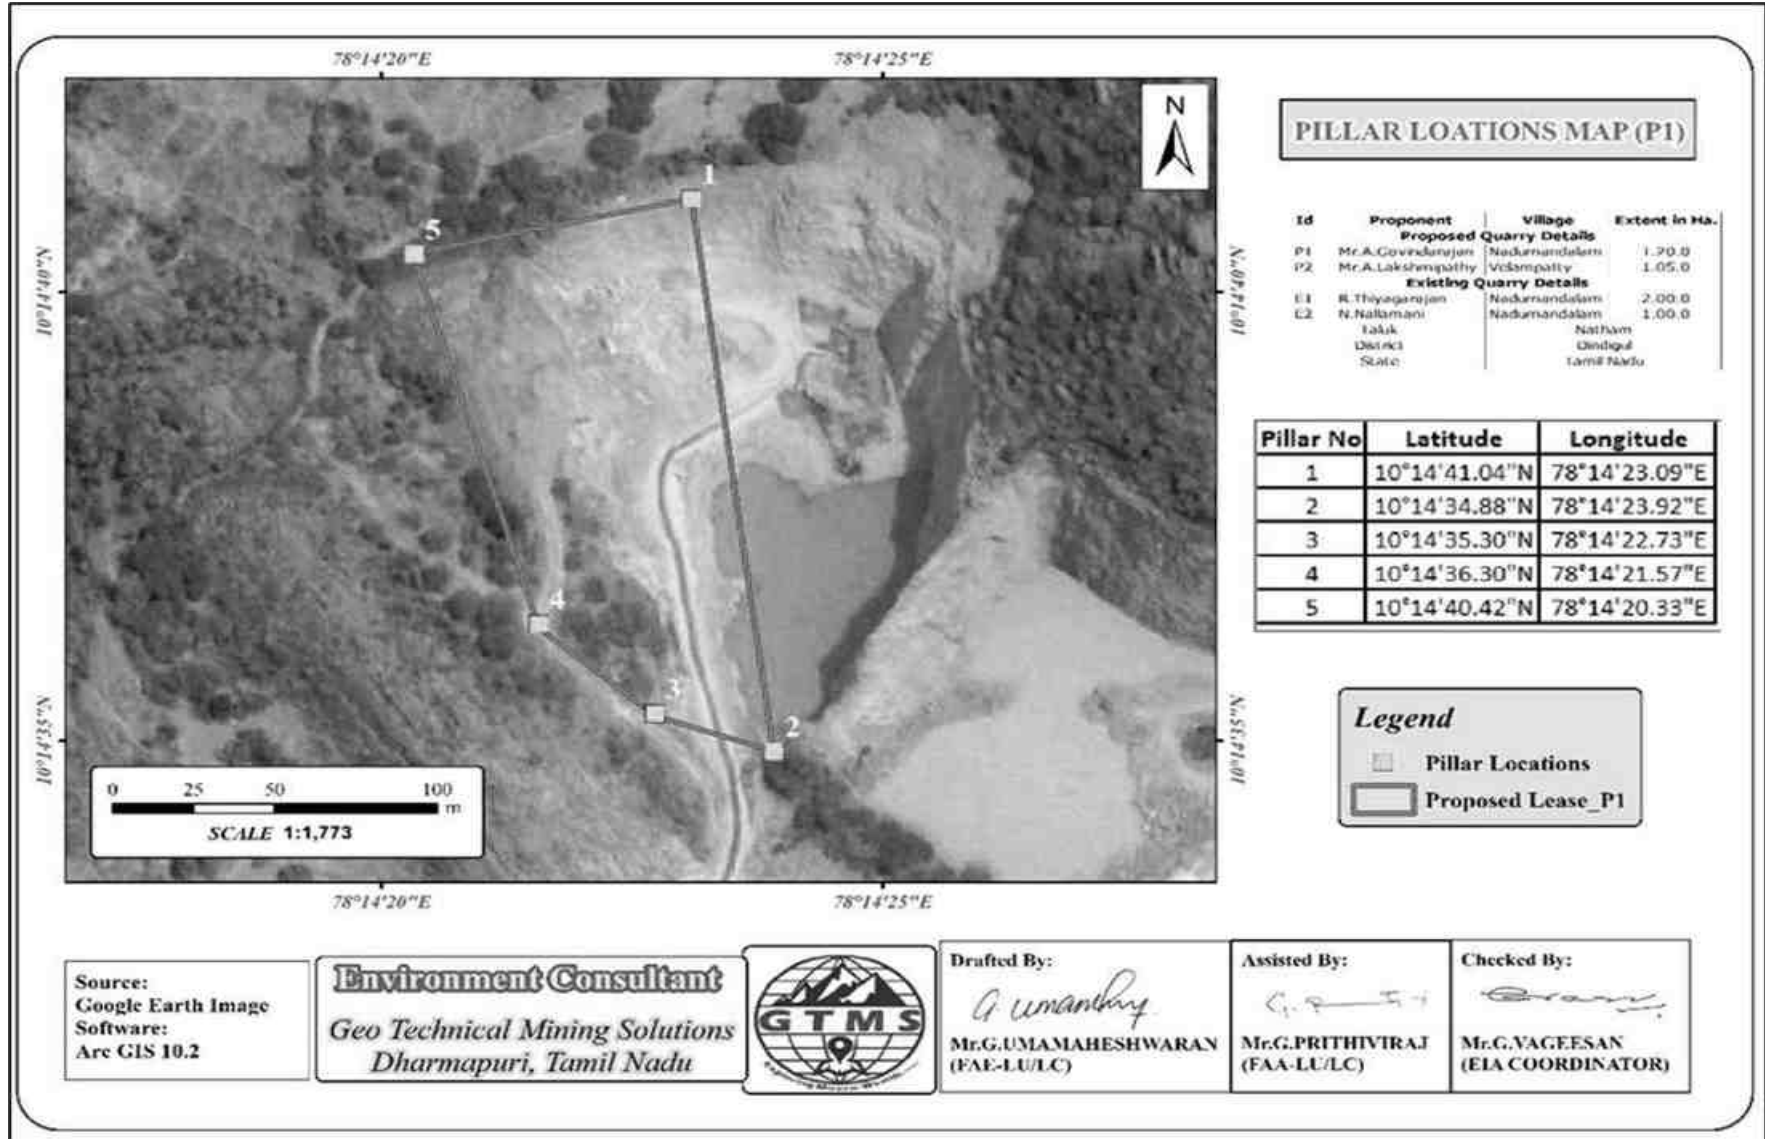 78°14'20"E 78°14'25"E
N
1
5
4
3
2
10°14'40"N
10°14'40"N
10°14'35"N
10°14'35"N
0 25 50 100
m
SCALE 1:1,773
78°14'20"E 78°14'25"E
PILLAR LOATIONS MAP (P1)
Id Proponent Village Extent in Ha.
Proposed Quarry Details
P1 Mr.A.Govindarajan Nadumandalam 1.70.0
P2 Mr.A.Lakshmipathy Velampatty 1.05.0
Existing Quarry Details
E1 R.Thiyagarajan Nadumandalam 2.00.0
E2 N.Nallamani Nadumandalam 1.00.0
Taluk Natham
District Dindigul
State Tamil Nadu
Pillar No Latitude Longitude
1 10°14'41.04"N 78°14'23.09"E
2 10°14'34.88"N 78°14'23.92"E
3 10°14'35.30"N 78°14'22.73"E
4 10°14'36.30"N 78°14'21.57"E
5 10°14'40.42"N 78°14'20.33"E
Legend
Pillar Locations
Proposed Lease_P1
Source:
Google Earth Image
Software:
Arc GIS 10.2
Environment Consultant
Geo Technical Mining Solutions
Dharmapuri, Tamil Nadu
GTMS
Drafted By:
Mr.G.UMAMAHESHWARAN
(FAE-LU/LC)
Assisted By:
Mr.G.PRITHIVIRAJ
(FAA-LU/LC)
Checked By:
Mr.G.VAGEESAN
(EIA COORDINATOR)